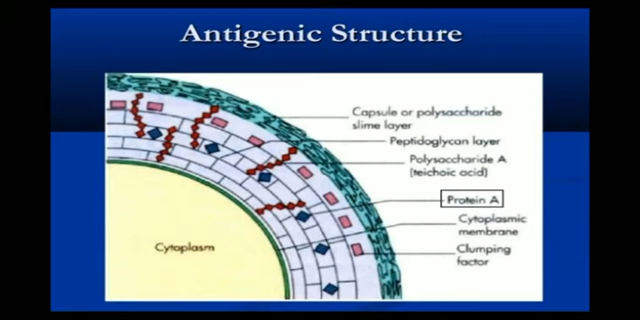 Antigenic Structure
Capsule or polysaccharide
slime layer
Peptidoglycan layer
Polysaccharide A
(teichoic acid)
Protein A
Cytoplasmic
membrane
Clumping
factor
Cytoplasm